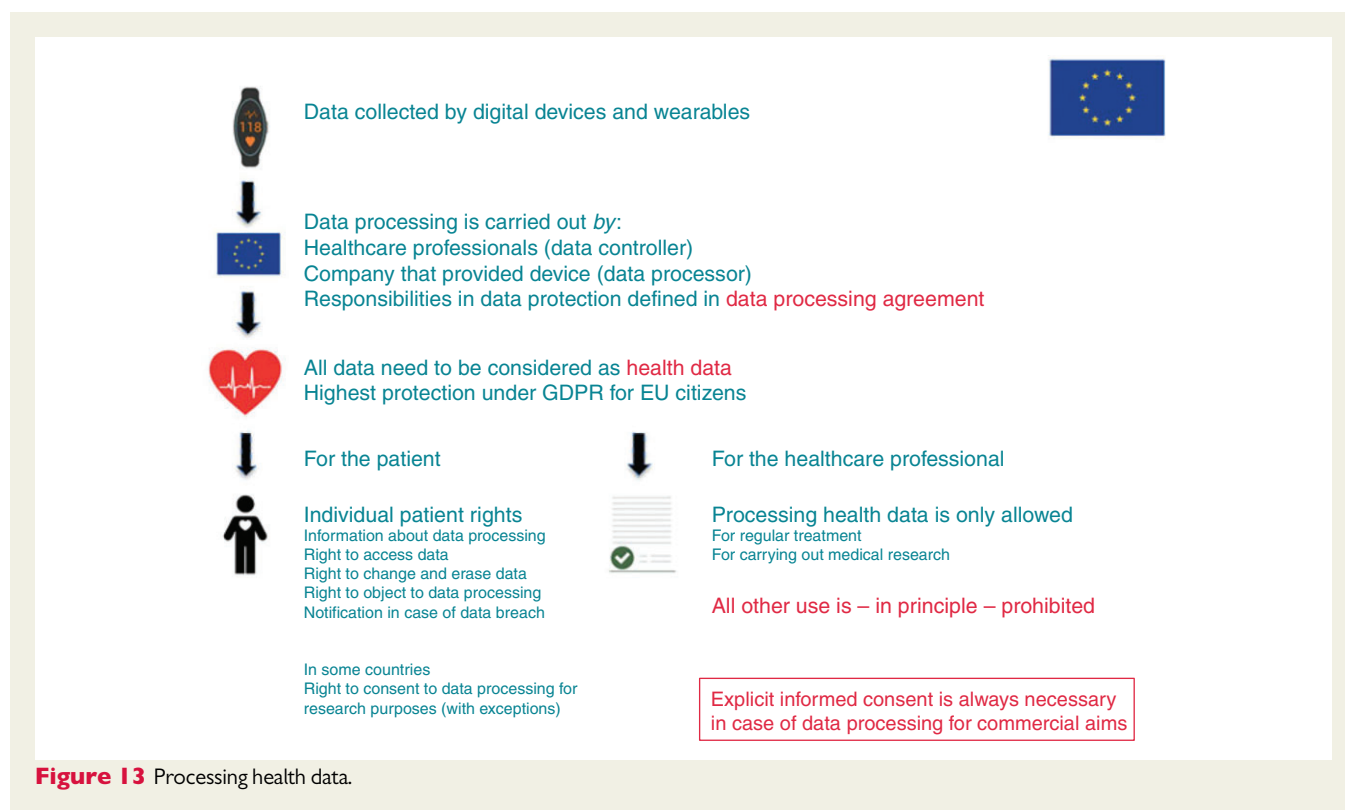 118
Data collected by digital devices and wearables
Data processing is carried out by:
Healthcare professionals (data controller)
Company that provided device (data processor)
Responsibilities in data protection defined in data processing agreement
All data need to be considered as health data
Highest protection under GDPR for EU citizens
For the patient
Individual patient rights
Information about data processing
Right to access data
Right to change and erase data
Right to object to data processing
Notification in case of data breach
In some countries
Right to consent to data processing for
research purposes (with exceptions)
For the healthcare professional
Processing health data is only allowed
For regular treatment
For carrying out medical research
All other use is – in principle – prohibited
Explicit informed consent is always necessary
in case of data processing for commercial aims
Figure 13 Processing health data.